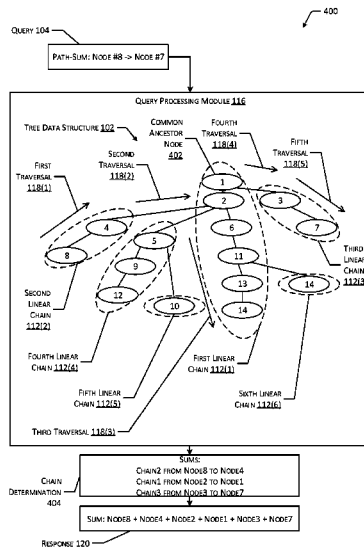 400
QUERY 104
PATH-SUM: NODE #8 -> NODE #7
QUERY PROCESSING MODULE 116
TREE DATA STRUCTURE 102
COMMON
ANCESTOR
NODE
402
FOURTH
TRAVERSAL
118(4)
FIFTH
TRAVERSAL
118(5)
FIRST
TRAVERSAL
118(1)
SECOND
TRAVERSAL
118(2)
1
2
3
4
5
6
7
8
9
11
12
10
13
14
14
THIRD
LINEAR
CHAIN
112(3)
SECOND
LINEAR
CHAIN
112(2)
FOURTH LINEAR
CHAIN 112(4)
FIFTH LINEAR
CHAIN 112(5)
FIRST LINEAR
CHAIN 112(1)
SIXTH LINEAR
CHAIN 112(6)
THIRD TRAVERSAL 118(3)
CHAIN
DETERMINATION
404
SUMS:
CHAIN2 FROM NODE8 TO NODE4
CHAIN1 FROM NODE2 TO NODE1
CHAIN3 FROM NODE3 TO NODE7
SUM: NODE8 + NODE4 + NODE2 + NODE1 + NODE3 + NODE7
RESPONSE 120